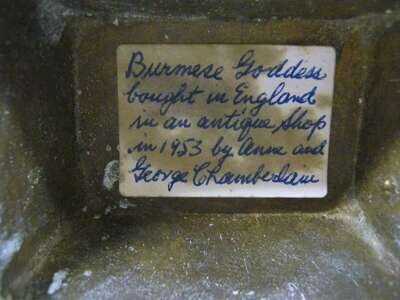 Burmese Goddess
bought in England
in an antique Shop
in 1953 by Anne and
George Chamberlain